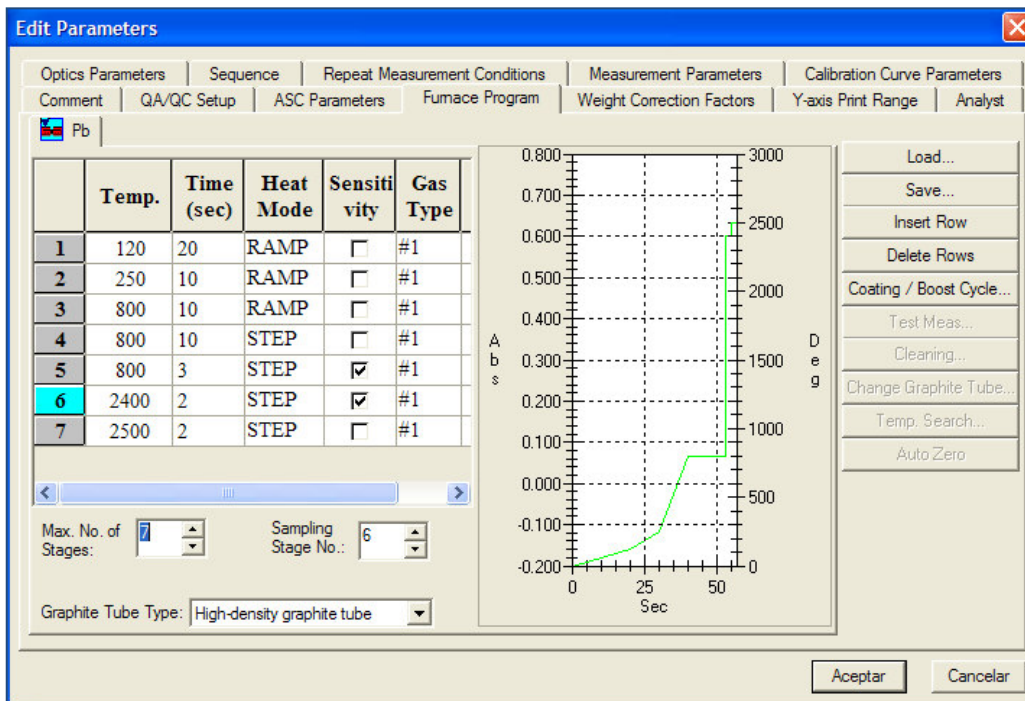 Edit Parameters
Optics Parameters Sequence Repeat Measurement Conditions Measurement Parameters Calibration Curve Parameters
Comment QA/QC Setup ASC Parameters Furnace Program Weight Correction Factors Y-axis Print Range Analyst
Pb
Temp. Time (sec) Heat Mode Sensiti vity Gas Type
1 120 20 RAMP #1
2 250 10 RAMP #1
3 800 10 RAMP #1
4 800 10 STEP #1
5 800 3 STEP #1
6 2400 2 STEP #1
7 2500 2 STEP #1
Max. No. of Stages: 7
Sampling Stage No.: 6
Graphite Tube Type: High-density graphite tube
0.800
0.700
0.600
0.500
0.400
0.300
0.200
0.100
0.000
-0.100
-0.200
Abs
3000
2500
2000
1500
1000
500
0
Deg
0 25 50
Sec
Load...
Save...
Insert Row
Delete Rows
Coating / Boost Cycle...
Test Meas...
Cleaning...
Change Graphite Tube...
Temp. Search...
Auto Zero
Aceptar Cancelar